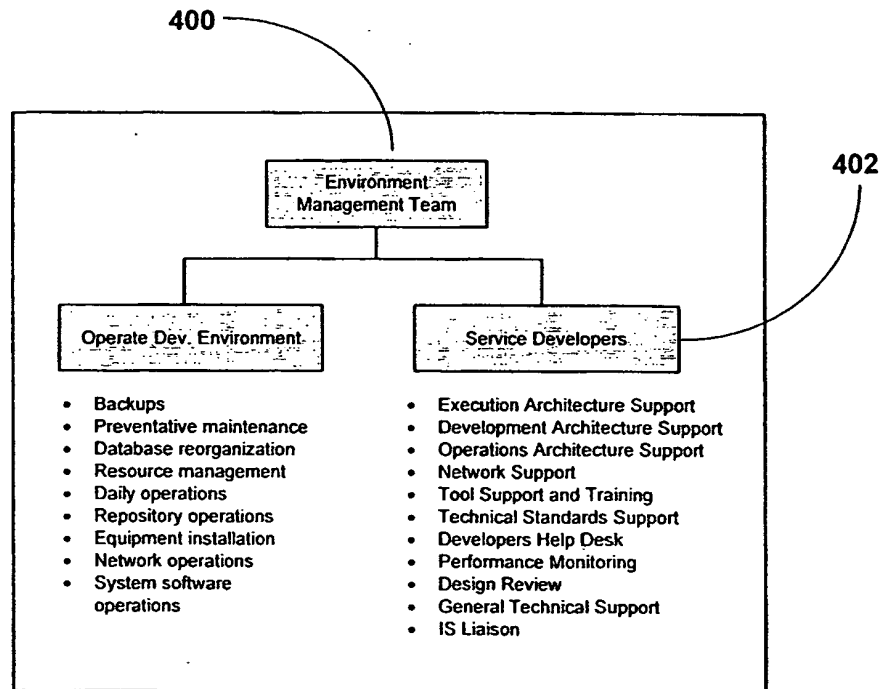 400
402
Environment
Management Team
Operate Dev. Environment
Service Developers
• Backups
• Preventative maintenance
• Database reorganization
• Resource management
• Daily operations
• Repository operations
• Equipment installation
• Network operations
• System software
operations
• Execution Architecture Support
• Development Architecture Support
• Operations Architecture Support
• Network Support
• Tool Support and Training
• Technical Standards Support
• Developers Help Desk
• Performance Monitoring
• Design Review
• General Technical Support
• IS Liaison